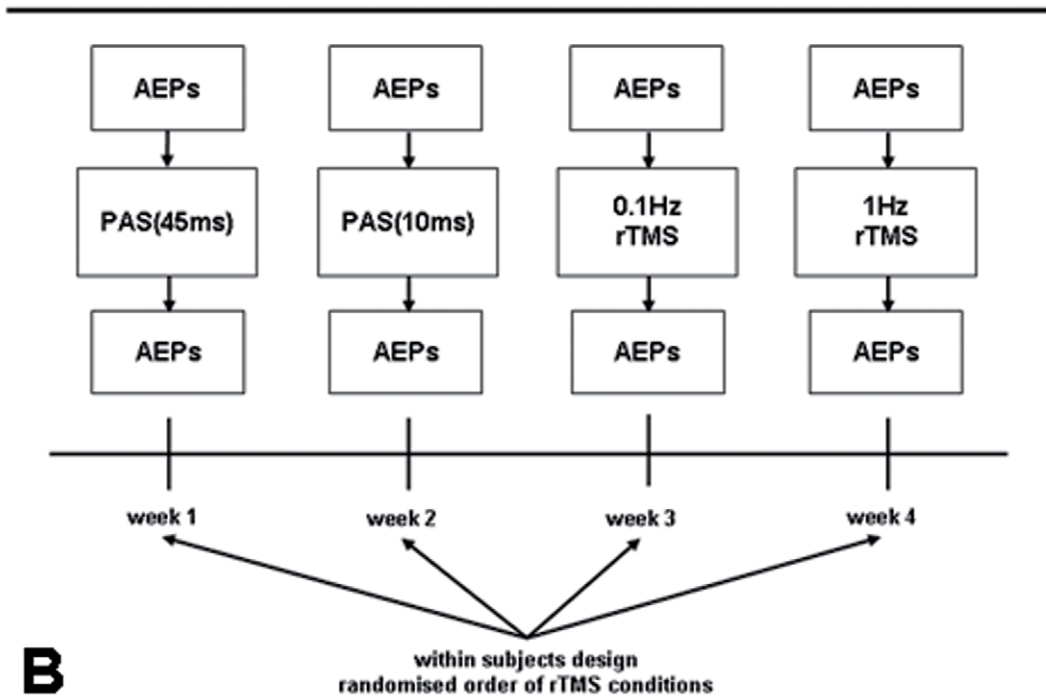 AEPs AEPs AEPs AEPs
PAS(45ms) PAS(10ms) 0.1Hz 1Hz
rTMS rTMS
AEPs AEPs AEPs AEPs
week 1 week 2 week 3 week 4
within subjects design
randomised order of rTMS conditions
B